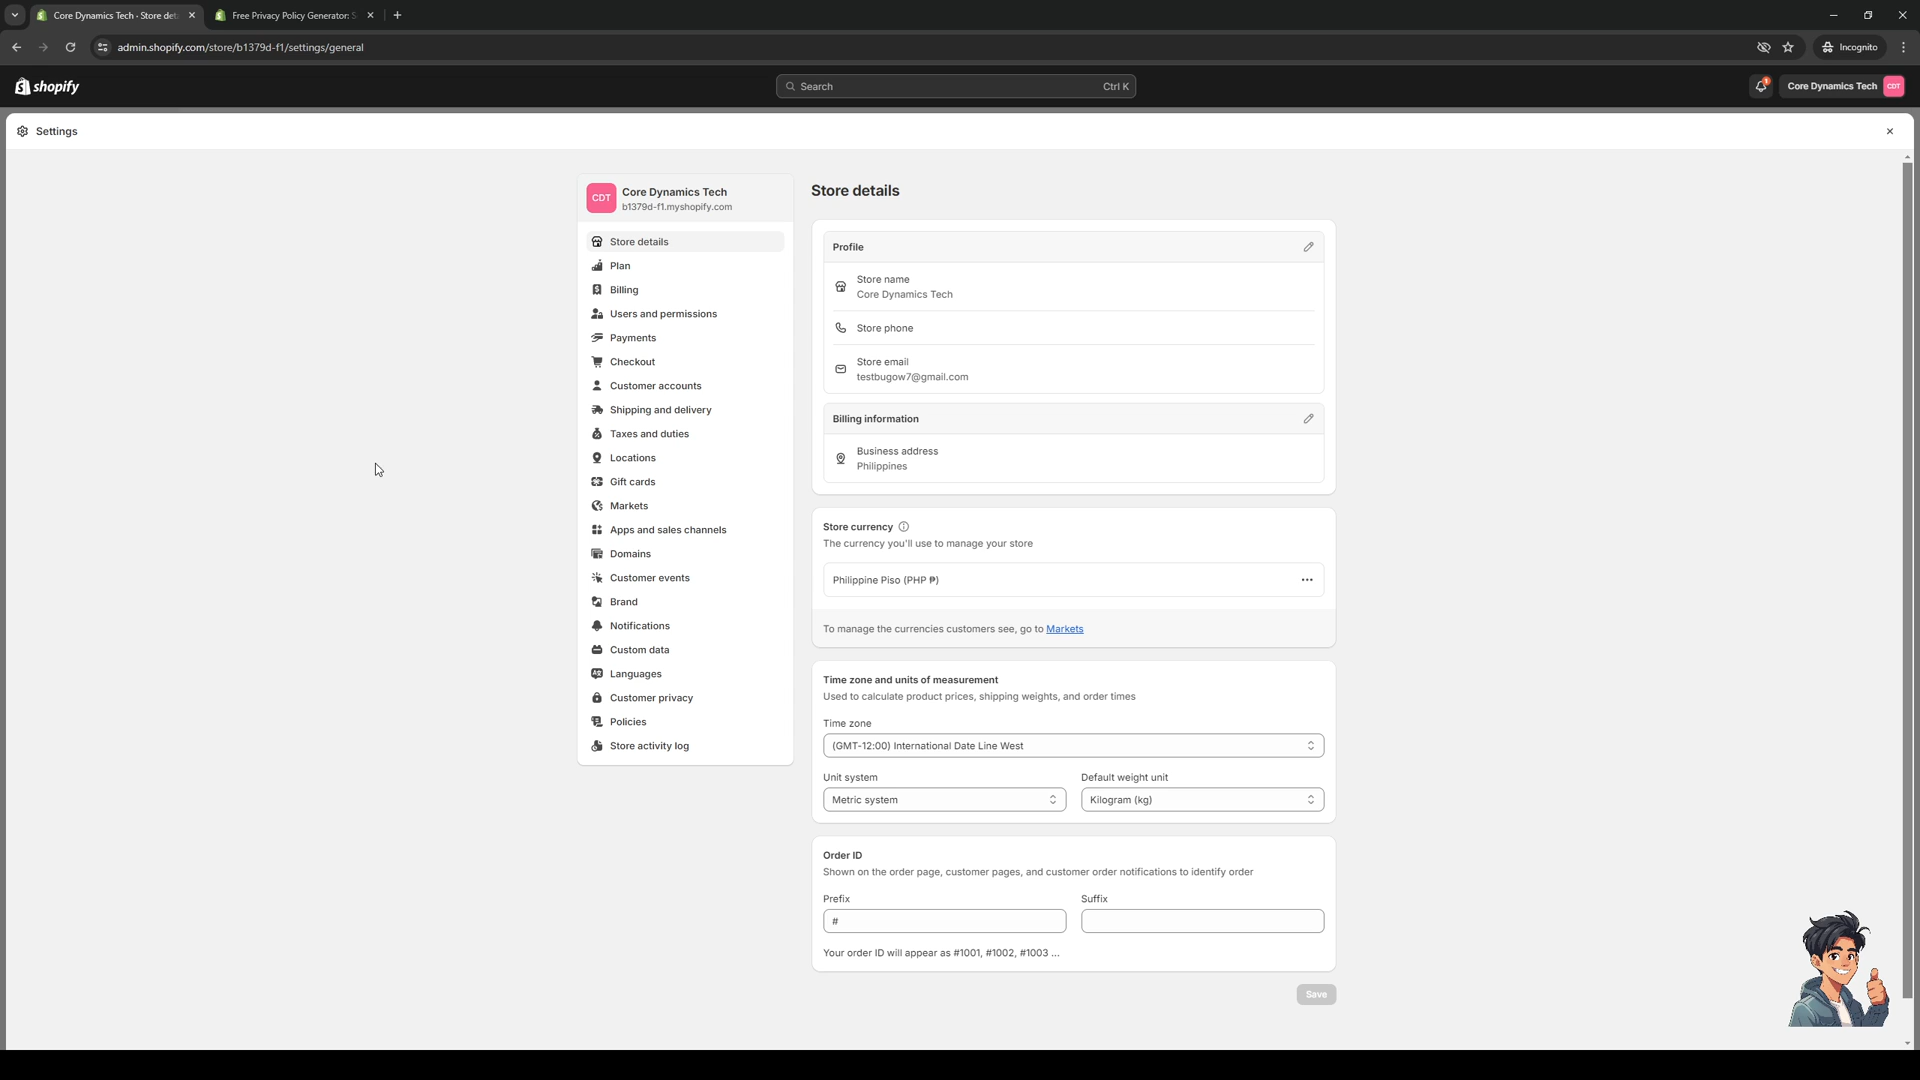 Core Dynamics Tech · Store deta
Free Privacy Policy Generator: S
admin.shopify.com/store/b1379d-f1/settings/general
Incognito
shopify
Search
Ctrl K
1
Core Dynamics Tech
CDT
Settings
CDT
Core Dynamics Tech
b1379d-f1.myshopify.com
Store details
Plan
Billing
Users and permissions
Payments
Checkout
Customer accounts
Shipping and delivery
Taxes and duties
Locations
Gift cards
Markets
Apps and sales channels
Domains
Customer events
Brand
Notifications
Custom data
Languages
Customer privacy
Policies
Store activity log
Store details
Profile
Store name
Core Dynamics Tech
Store phone
Store email
testbugow7@gmail.com
Billing information
Business address
Philippines
Store currency
The currency you'll use to manage your store
Philippine Piso (PHP ₱)
To manage the currencies customers see, go to Markets
Time zone and units of measurement
Used to calculate product prices, shipping weights, and order times
Time zone
(GMT-12:00) International Date Line West
Unit system
Default weight unit
Metric system
Kilogram (kg)
Order ID
Shown on the order page, customer pages, and customer order notifications to identify order
Prefix
Suffix
#
Your order ID will appear as #1001, #1002, #1003 ...
Save